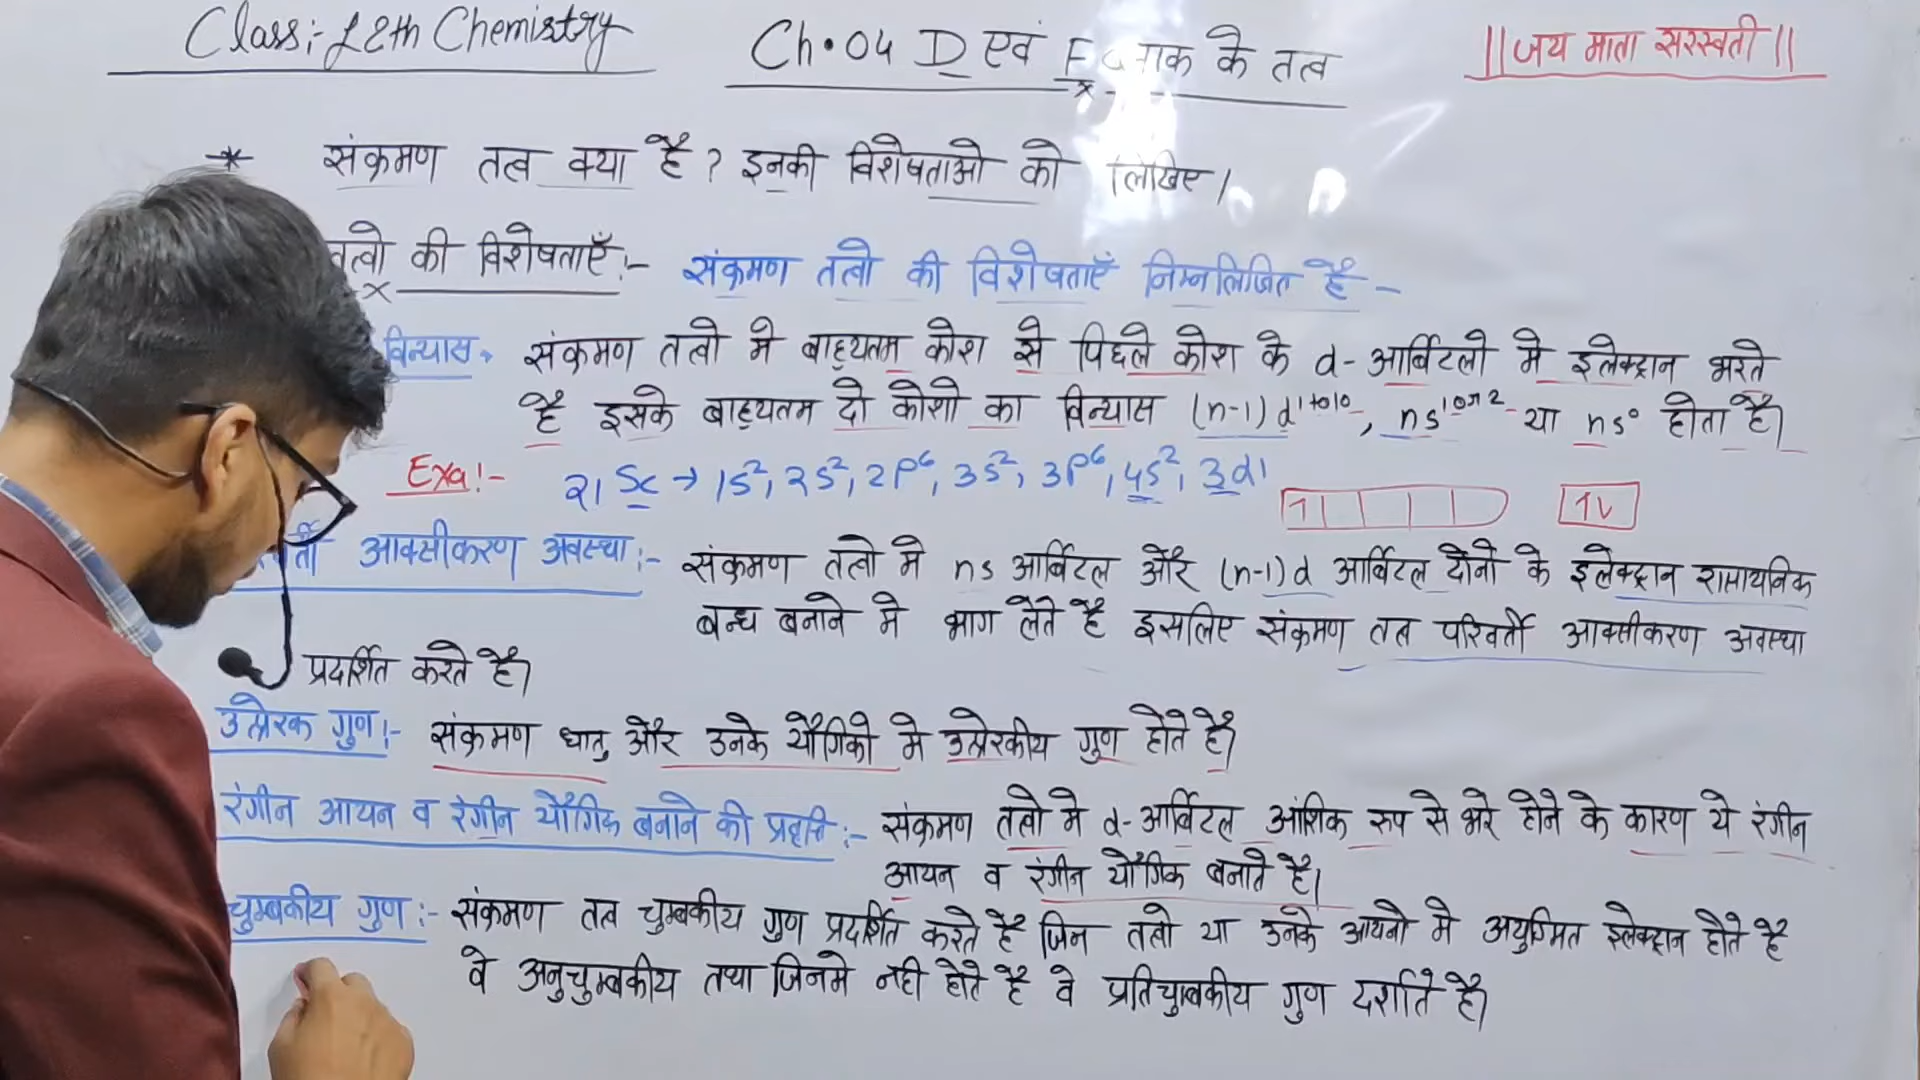 Class:- 12th Chemistry
Ch.04 D एवं F ब्लाक के तत्व
||जय माता सरस्वती||
* संक्रमण तत्व क्या है? इनकी विशेषताओ को लिखिए।
तत्वो की विशेषताएँ:- संक्रमण तत्वो की विशेषताएँ निम्नलिखित है -
विन्यास → संक्रमण तत्वो मे बाह्यतम कोश से पिछले कोश के d-आर्बिटलो मे इलेक्ट्रान भरते
है इसके बाह्यतम दो कोशो का विन्यास (n-1) d¹ᵗᵒ¹⁰, ns¹ᵒʳ² या ns⁰ होता है।
Exa:- 21 Sc → 1s², 2s², 2p⁶, 3s², 3p⁶, 4s², 3d¹
आक्सीकरण अवस्था:- संक्रमण तत्वो मे ns आर्बिटल और (n-1)d आर्बिटल दोनो के इलेक्ट्रान रासायनिक
बन्ध बनाने मे भाग लेते है इसलिए संक्रमण तत्व परिवर्ती आक्सीकरण अवस्था
प्रदर्शित करते है।
उत्प्रेरक गुण:- संक्रमण धातु और उनके यौगिको मे उत्प्रेरकीय गुण होते है।
रंगीन आयन व रंगीन यौगिक बनाने की प्रवृत्ति:- संक्रमण तत्वो मे d-आर्बिटल आंशिक रूप से भरे होने के कारण ये रंगीन
आयन व रंगीन यौगिक बनाते है।
चुम्बकीय गुण:- संक्रमण तत्व चुम्बकीय गुण प्रदर्शित करते है जिन तत्वो या उनके आयनो मे अयुग्मित इलेक्ट्रान होते है
वे अनुचुम्बकीय तथा जिनमे नही होते है वे प्रतिचुम्बकीय गुण दर्शाते है।